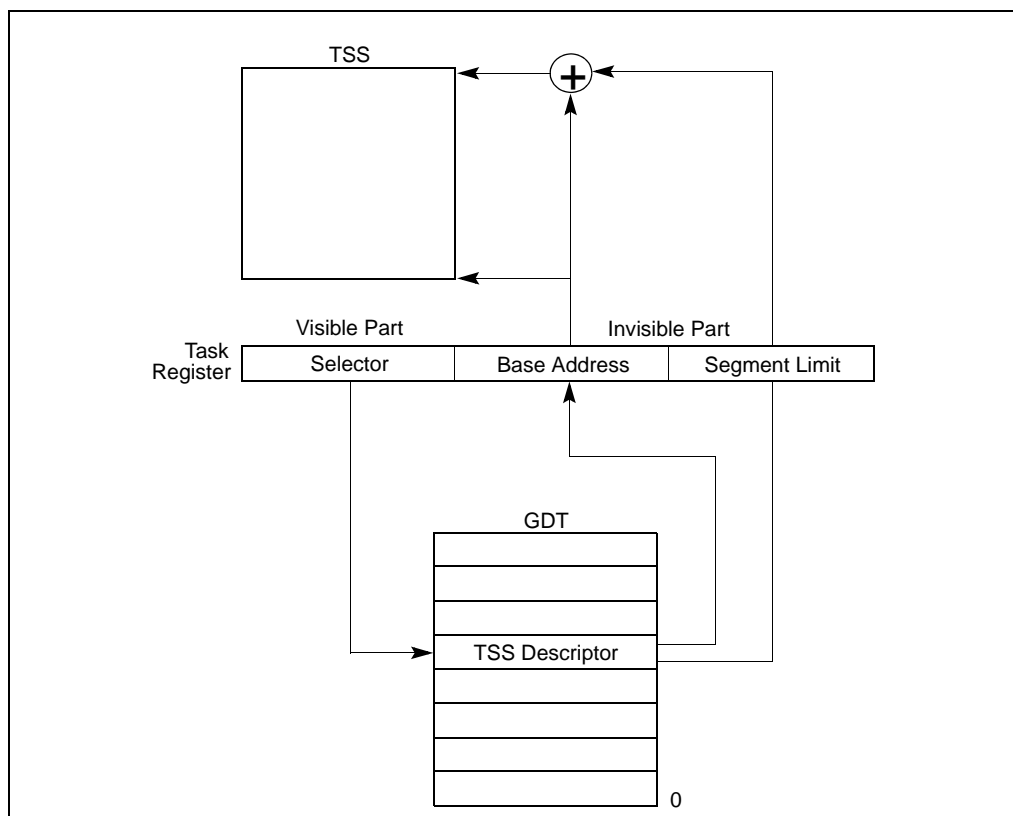 TSS
+
Visible Part
Invisible Part
Task
Register
Selector
Base Address
Segment Limit
GDT
TSS Descriptor
0